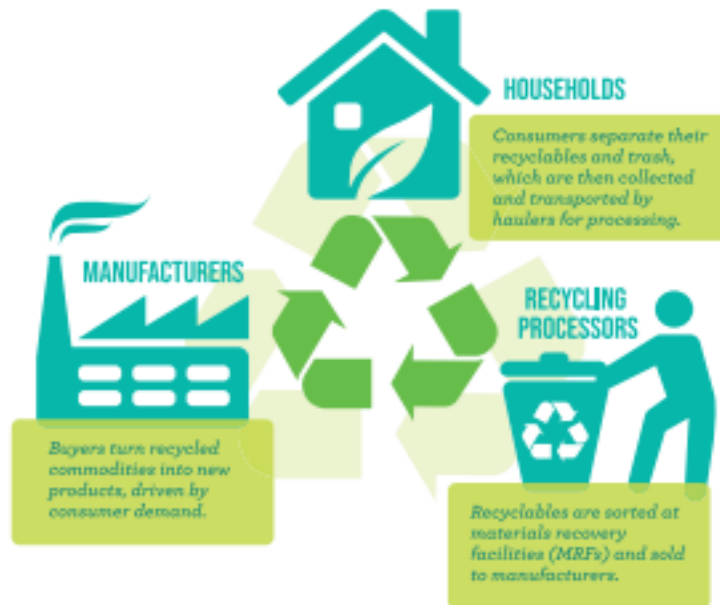 HOUSEHOLDS
Consumers separate their
recyclables and trash,
which are then collected
and transported by
haulers for processing.
MANUFACTURERS
Buyers turn recycled
commodities into new
products, driven by
consumer demand.
RECYCLING
PROCESSORS
Recyclables are sorted at
materials recovery
facilities (MRFs) and sold
to manufacturers.